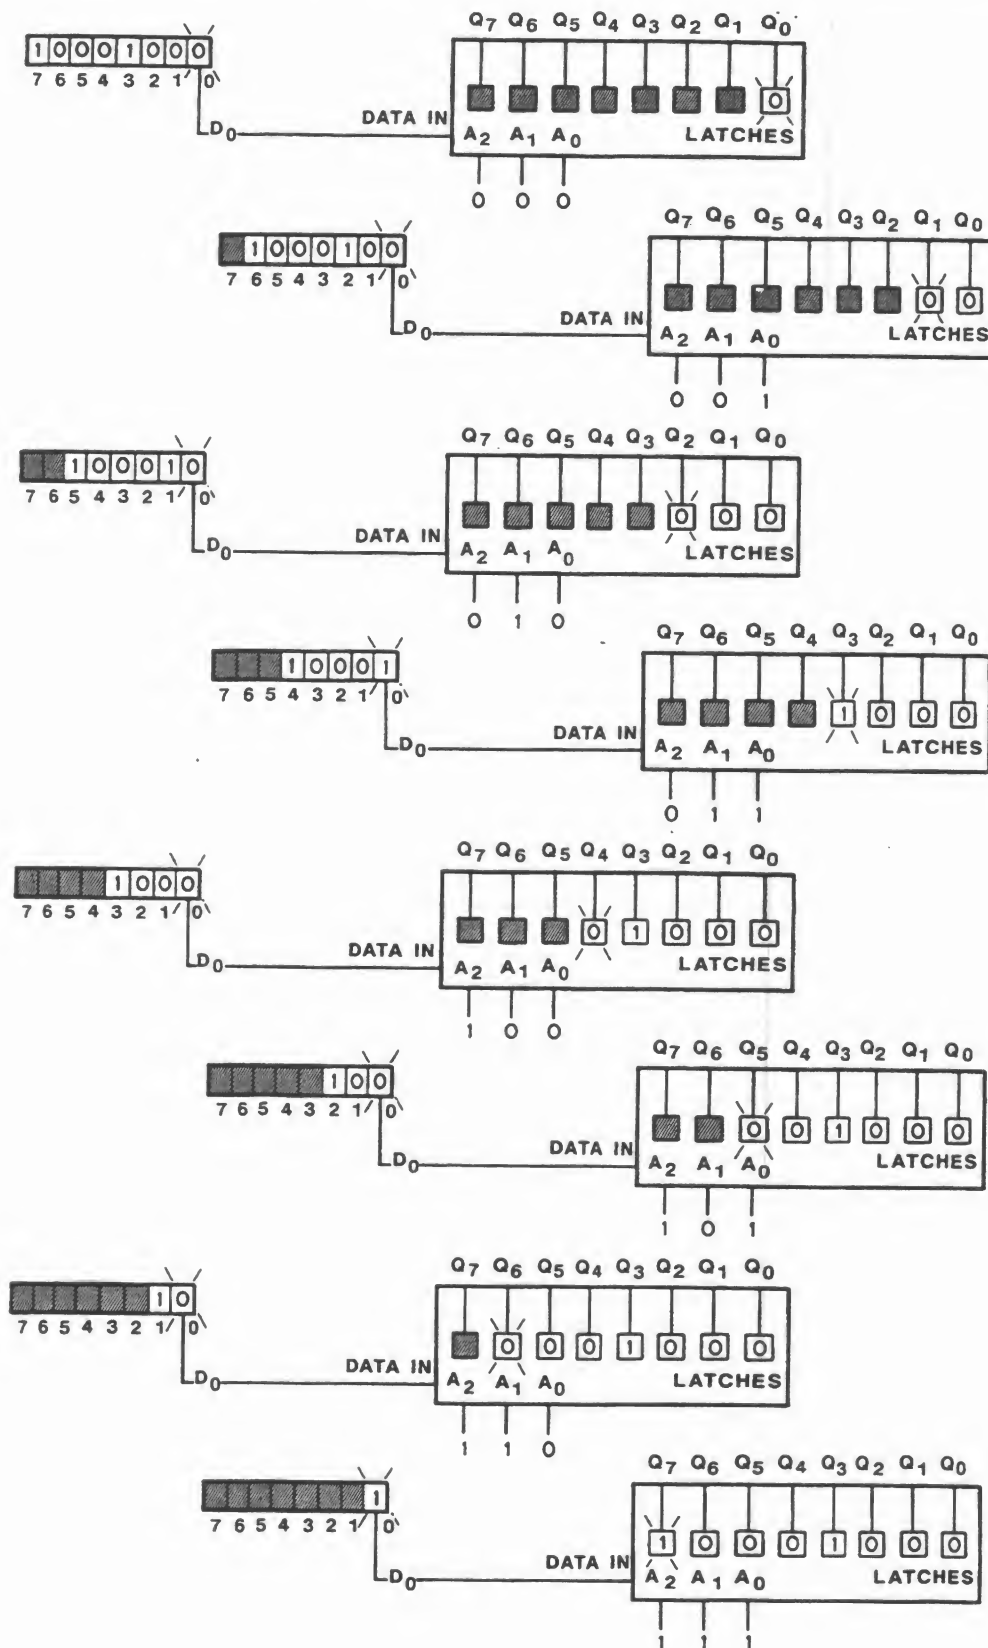 Q7 Q6 Q5 Q4 Q3 Q2 Q1 Q0
1 0 0 0 1 0 0 0
7 6 5 4 3 2 1 0
0
D0 DATA IN A2 A1 A0 LATCHES
0 0 0
Q7 Q6 Q5 Q4 Q3 Q2 Q1 Q0
1 0 0 0 1 0 0
7 6 5 4 3 2 1 0
0 0
D0 DATA IN A2 A1 A0 LATCHES
0 0 1
Q7 Q6 Q5 Q4 Q3 Q2 Q1 Q0
1 0 0 0 1 0
7 6 5 4 3 2 1 0
0 0 0
D0 DATA IN A2 A1 A0 LATCHES
0 1 0
Q7 Q6 Q5 Q4 Q3 Q2 Q1 Q0
1 0 0 0 1
7 6 5 4 3 2 1 0
1 0 0 0
D0 DATA IN A2 A1 A0 LATCHES
0 1 1
Q7 Q6 Q5 Q4 Q3 Q2 Q1 Q0
1 0 0 0
7 6 5 4 3 2 1 0
0 1 0 0 0
D0 DATA IN A2 A1 A0 LATCHES
1 0 0
Q7 Q6 Q5 Q4 Q3 Q2 Q1 Q0
1 0 0
7 6 5 4 3 2 1 0
0 0 1 0 0 0
D0 DATA IN A2 A1 A0 LATCHES
1 0 1
Q7 Q6 Q5 Q4 Q3 Q2 Q1 Q0
1 0
7 6 5 4 3 2 1 0
0 0 0 1 0 0 0
D0 DATA IN A2 A1 A0 LATCHES
1 1 0
Q7 Q6 Q5 Q4 Q3 Q2 Q1 Q0
1
7 6 5 4 3 2 1 0
1 0 0 0 1 0 0 0
D0 DATA IN A2 A1 A0 LATCHES
1 1 1